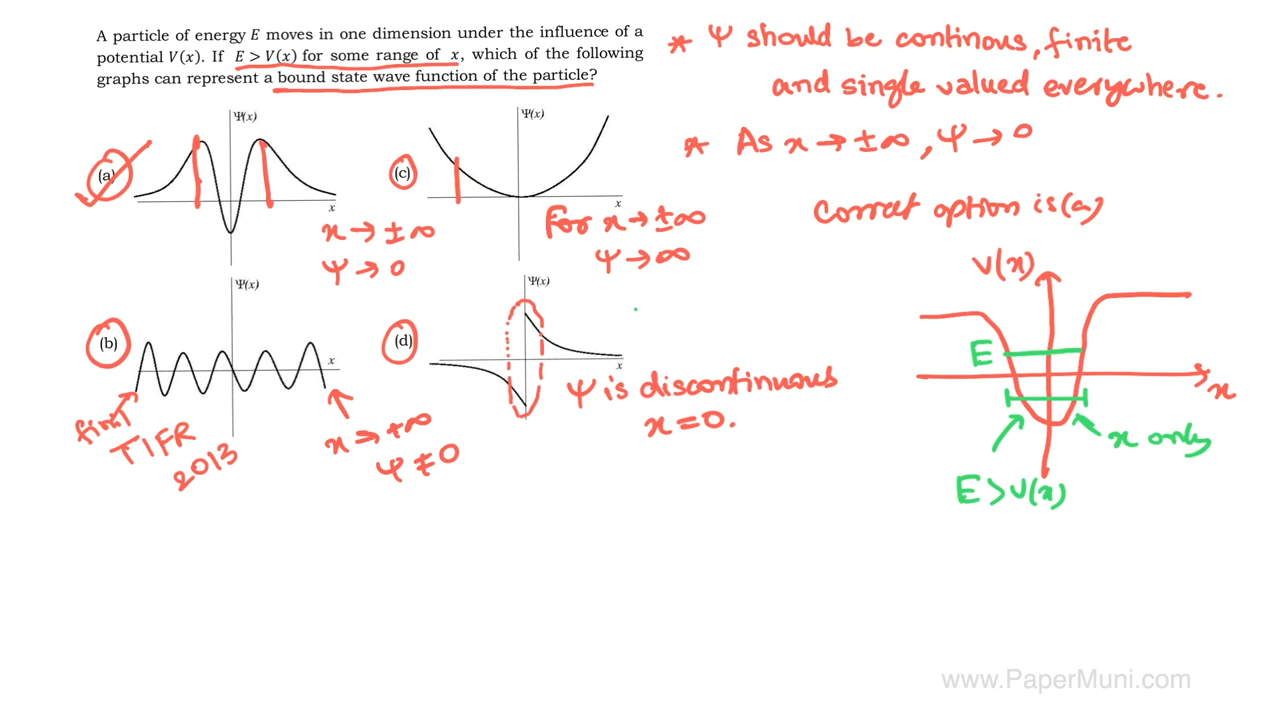 A particle of energy E moves in one dimension under the influence of a
potential V(x). If E > V(x) for some range of x, which of the following
graphs can represent a bound state wave function of the particle?
Ψ(x)
(a)
x
x → ±∞
Ψ → 0
Ψ(x)
(c)
x
For x → ±∞
Ψ → ∞
Ψ(x)
(b)
x
TIFR
2013
x → +∞
Ψ ≠ 0
Ψ(x)
(d)
x
Ψ is discontinuous
x = 0.
* Ψ should be continous, finite
and single valued everywhere.
* As x → ±∞, Ψ → 0
Correct option is (a)
V(x)
E
x
x only
E > V(x)
www.PaperMuni.com